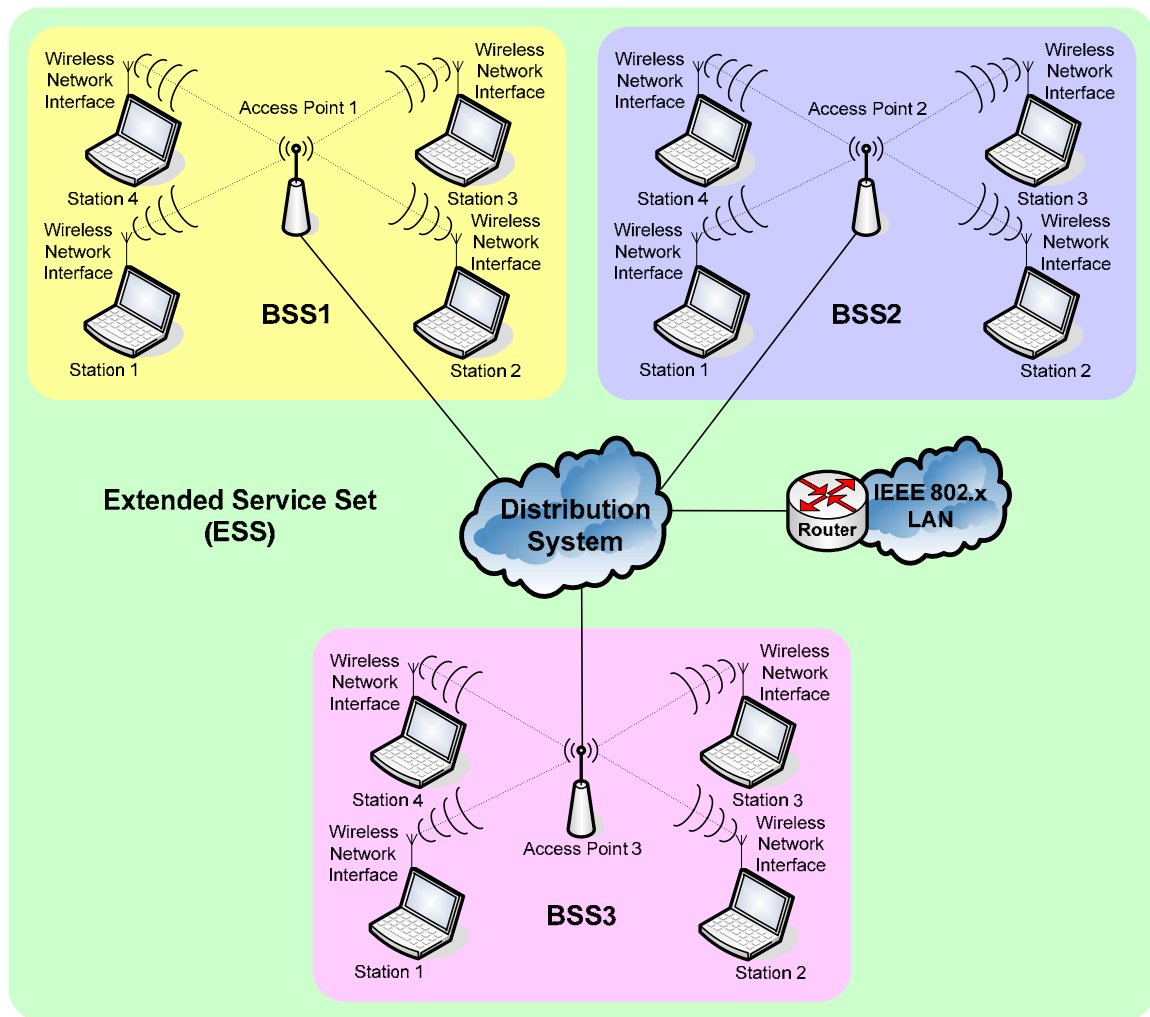 Wireless
Network
Interface
Station 4
Access Point 1
Wireless
Network
Interface
Station 3
Wireless
Network
Interface
Station 1
Wireless
Network
Interface
Station 2
BSS1
Wireless
Network
Interface
Station 4
Access Point 2
Wireless
Network
Interface
Station 3
Wireless
Network
Interface
Station 1
Wireless
Network
Interface
Station 2
BSS2
Extended Service Set
(ESS)
Distribution
System
Router
IEEE 802.x
LAN
Wireless
Network
Interface
Station 4
Wireless
Network
Interface
Station 3
Access Point 3
Wireless
Network
Interface
Station 1
Wireless
Network
Interface
Station 2
BSS3